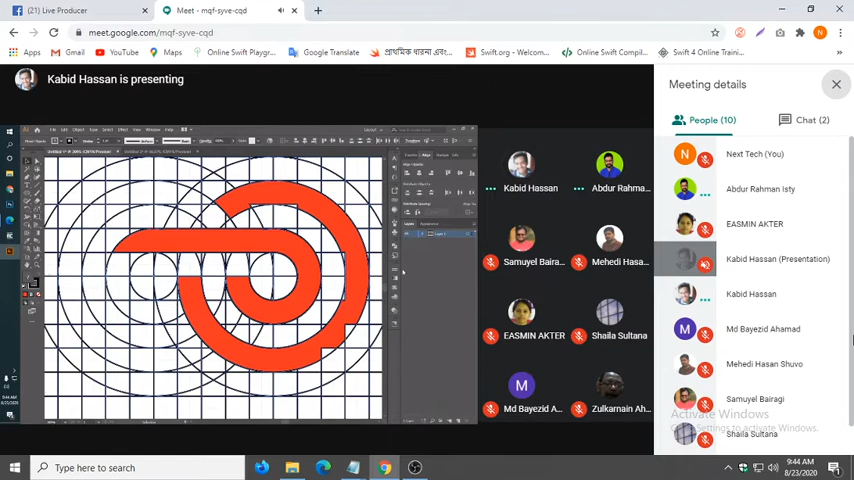 (21) Live Producer
Meet - mqf-syve-cqd
meet.google.com/mqf-syve-cqd
Apps
Gmail
YouTube
Maps
Online Swift Playgr...
Google Translate
প্রাথমিক ধারনা এবং...
Swift.org - Welcom...
Online Swift Compil...
Swift 4 Online Traini...
Kabid Hassan is presenting
Meeting details
People (10)
Chat (2)
Next Tech (You)
Abdur Rahman Isty
EASMIN AKTER
Kabid Hassan (Presentation)
Kabid Hassan
Md Bayezid Ahamad
Mehedi Hasan Shuvo
Samuyel Bairagi
Shaila Sultana
Kabid Hassan
Abdur Rahma...
Samuyel Bair...
Mehedi Hasa...
EASMIN AKTER
Shaila Sultana
Md Bayezid A...
Zulkarnain Ah...
Activate Windows
Type here to search
9:44 AM
8/23/2020